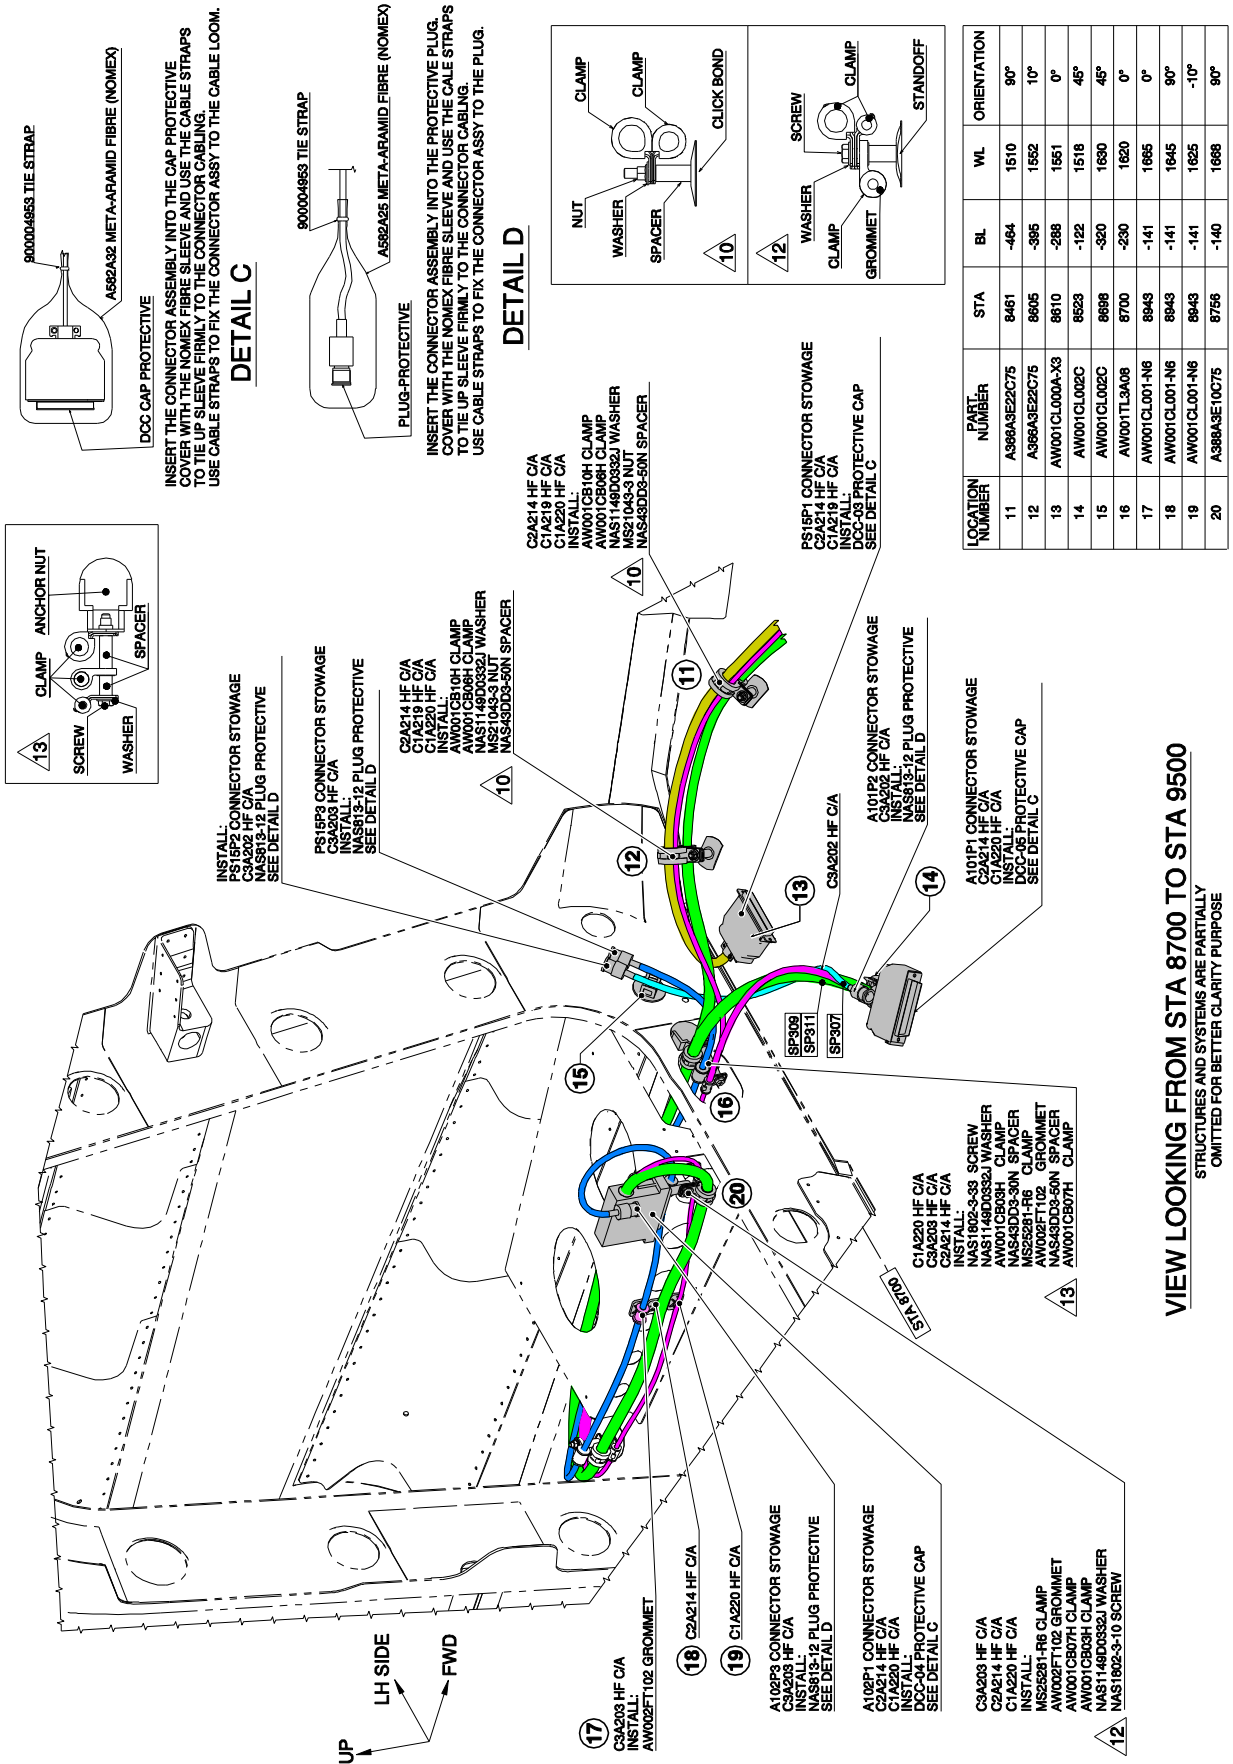 900004953 TIE STRAP
A582A32 META-ARAMID FIBRE (NOMEX)
DCC CAP PROTECTIVE
INSERT THE CONNECTOR ASSEMBLY INTO THE CAP PROTECTIVE
COVER WITH THE NOMEX FIBRE SLEEVE AND USE THE CABLE STRAPS
TO TIE UP SLEEVE FIRMLY TO THE CONNECTOR CABLING.
USE CABLE STRAPS TO FIX THE CONNECTOR ASSY TO THE CABLE LOOM.
DETAIL C
900004953 TIE STRAP
A582A25 META-ARAMID FIBRE (NOMEX)
PLUG-PROTECTIVE
INSERT THE CONNECTOR ASSEMBLY INTO THE PROTECTIVE PLUG.
COVER WITH THE NOMEX FIBRE SLEEVE AND USE THE CALE STRAPS
TO TIE UP SLEEVE FIRMLY TO THE CONNECTOR CABLNG.
USE CABLE STRAPS TO FIX THE CONNECTOR ASSY TO THE PLUG.
DETAIL D
CLAMP
CLAMP
NUT
WASHER
SPACER
CLICK BOND
10
SCREW
CLAMP
WASHER
CLAMP
GROMMET
STANDOFF
12
LOCATION NUMBER PART. NUMBER STA BL WL ORIENTATION
11 A366A3E22C75 8461 -464 1510 90°
12 A366A3E22C75 8605 -395 1552 10°
13 AW001CL000A-X3 8610 -288 1551 0°
14 AW001CL002C 8523 -122 1518 45°
15 AW001CL002C 8698 -320 1630 45°
16 AW001TL3A08 8700 -230 1620 0°
17 AW001CL001-N6 8943 -141 1665 0°
18 AW001CL001-N6 8943 -141 1645 90°
19 AW001CL001-N6 8943 -141 1625 -10°
20 A388A3E10C75 8756 -140 1668 90°
13
CLAMP
ANCHOR NUT
SCREW
WASHER
SPACER
INSTALL:
PS15P2 CONNECTOR STOWAGE
C3A202 HF C/A
NAS813-12 PLUG PROTECTIVE
SEE DETAIL D
PS15P3 CONNECTOR STOWAGE
C3A203 HF C/A
INSTALL:
NAS813-12 PLUG PROTECTIVE
SEE DETAIL D
C2A214 HF C/A
C1A219 HF C/A
C1A220 HF C/A
INSTALL:
AW001CB10H CLAMP
AW001CB06H CLAMP
NAS1149D0332J WASHER
MS21043-3 NUT
NAS43DD3-50N SPACER
10
C2A214 HF C/A
C1A219 HF C/A
C1A220 HF C/A
INSTALL:
AW001CB10H CLAMP
AW001CB06H CLAMP
NAS1149D0332J WASHER
MS21043-3 NUT
NAS43DD3-50N SPACER
10
PS15P1 CONNECTOR STOWAGE
C2A214 HF C/A
C1A219 HF C/A
INSTALL:
DCC-03 PROTECTIVE CAP
SEE DETAIL C
11
12
13
C3A202 HF C/A
A101P2 CONNECTOR STOWAGE
C3A202 HF C/A
INSTALL:
NAS813-12 PLUG PROTECTIVE
SEE DETAIL D
14
A101P1 CONNECTOR STOWAGE
C2A214 HF C/A
C1A220 HF C/A
INSTALL:
DCC-05 PROTECTIVE CAP
SEE DETAIL C
SP309
SP311
SP307
15
16
20
C1A220 HF C/A
C3A203 HF C/A
C2A214 HF C/A
INSTALL:
NAS1802-3-33 SCREW
NAS1149D0332J WASHER
AW001CB03H CLAMP
NAS43DD3-30N SPACER
MS25281-R6 CLAMP
AW002FT102 GROMMET
NAS43DD3-50N SPACER
AW001CB07H CLAMP
13
STA 8700
UP
LH SIDE
FWD
17
C3A203 HF C/A
INSTALL:
AW002FT102 GROMMET
18
C2A214 HF C/A
19
C1A220 HF C/A
A102P3 CONNECTOR STOWAGE
C3A203 HF C/A
INSTALL:
NAS813-12 PLUG PROTECTIVE
SEE DETAIL D
A102P1 CONNECTOR STOWAGE
C2A214 HF C/A
C1A220 HF C/A
INSTALL:
DCC-04 PROTECTIVE CAP
SEE DETAIL C
C3A203 HF C/A
C2A214 HF C/A
C1A220 HF C/A
INSTALL:
MS25281-R6 CLAMP
AW002FT102 GROMMET
AW001CB07H CLAMP
AW001CB03H CLAMP
NAS1149D0332J WASHER
NAS1802-3-10 SCREW
12
VIEW LOOKING FROM STA 8700 TO STA 9500
STRUCTURES AND SYSTEMS ARE PARTIALLY
OMITTED FOR BETTER CLARITY PURPOSE